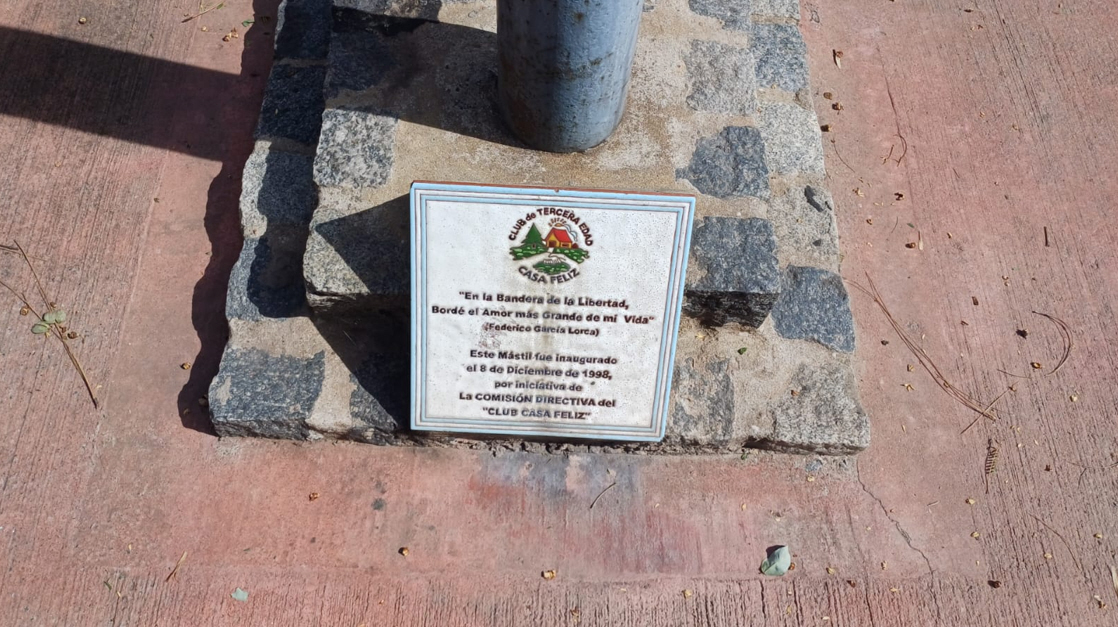 CLUB de TERCERA EDAD
CASA FELIZ
"En la Bandera de la Libertad,
Bordé el Amor más Grande de mi Vida"
(Federico García Lorca)
Este Mástil fue inaugurado
el 8 de Diciembre de 1998,
por iniciativa de
La COMISIÓN DIRECTIVA del
"CLUB CASA FELIZ"